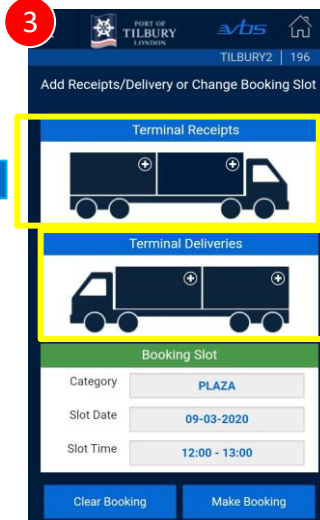 3
PORT OF
TILBURY
LONDON
vbs
TILBURY2 | 196
Add Receipts/Delivery or Change Booking Slot
Terminal Receipts
Terminal Deliveries
Booking Slot
Category PLAZA
Slot Date 09-03-2020
Slot Time 12:00 - 13:00
Clear Booking Make Booking